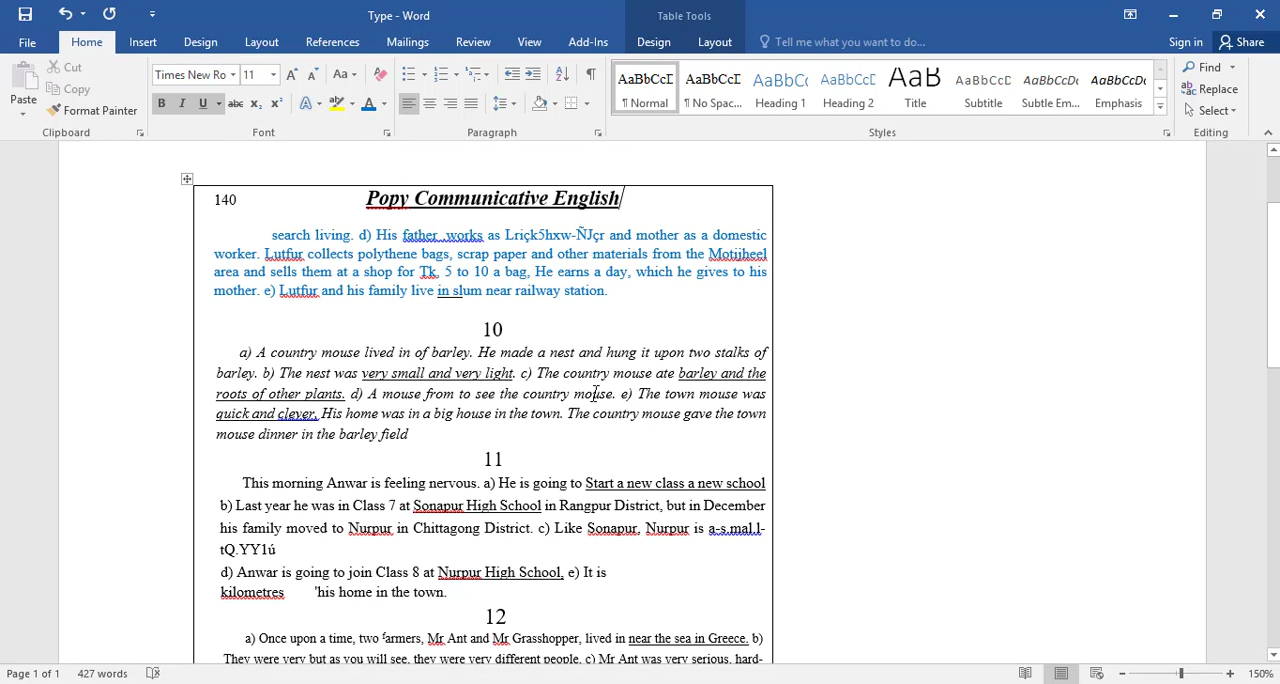 Type - Word
Table Tools
File
Home
Insert
Design
Layout
References
Mailings
Review
View
Add-Ins
Design
Layout
Tell me what you want to do...
Sign in
Share
Paste
Cut
Copy
Format Painter
Clipboard
Times New Ro
11
Font
Paragraph
AaBbCcD
¶ Normal
AaBbCcD
¶ No Spac...
AaBbCc
Heading 1
AaBbCc
Heading 2
AaB
Title
AaBbCcD
Subtitle
AaBbCcDd
Subtle Em...
AaBbCcDd
Emphasis
Styles
Find
Replace
Select
Editing
140
Popy Communicative English
search living. d) His father ,works as Lriçk5hxw-ÑJçr and mother as a domestic
worker. Lutfur collects polythene bags, scrap paper and other materials from the Motijheel
area and sells them at a shop for Tk, 5 to 10 a bag, He earns a day, which he gives to his
mother. e) Lutfur and his family live in slum near railway station.
10
a) A country mouse lived in of barley. He made a nest and hung it upon two stalks of
barley. b) The nest was very small and very light. c) The country mouse ate barley and the
roots of other plants. d) A mouse from to see the country mouse. e) The town mouse was
quick and clever, His home was in a big house in the town. The country mouse gave the town
mouse dinner in the barley field
11
This morning Anwar is feeling nervous. a) He is going to Start a new class a new school
b) Last year he was in Class 7 at Sonapur High School in Rangpur District, but in December
his family moved to Nurpur in Chittagong District. c) Like Sonapur, Nurpur is a-s.mal.l-
tQ.YY1ú
d) Anwar is going to join Class 8 at Nurpur High School, e) It is
kilometres 'his home in the town.
12
a) Once upon a time, two farmers, Mr Ant and Mr Grasshopper, lived in near the sea in Greece. b)
They were very but as you will see, they were very different people. c) Mr Ant was very serious, hard-
Page 1 of 1
427 words
150%